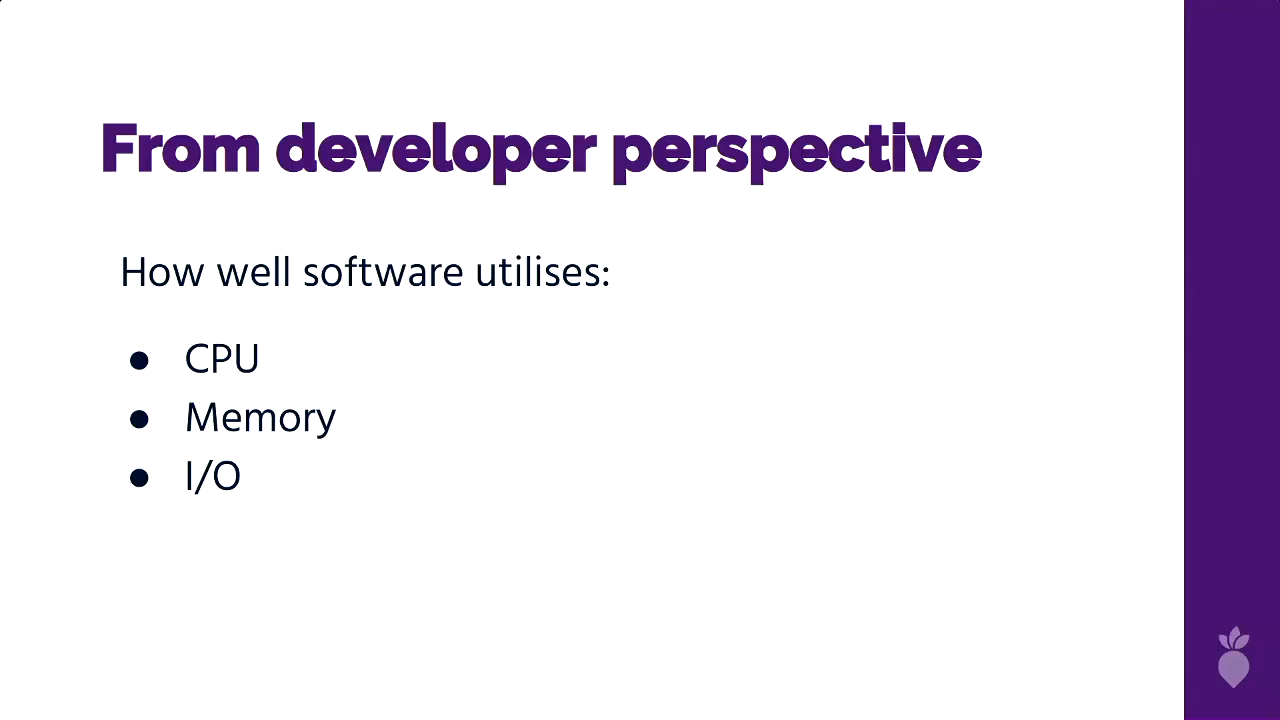 From developer perspective
How well software utilises:
● CPU
● Memory
● I/O